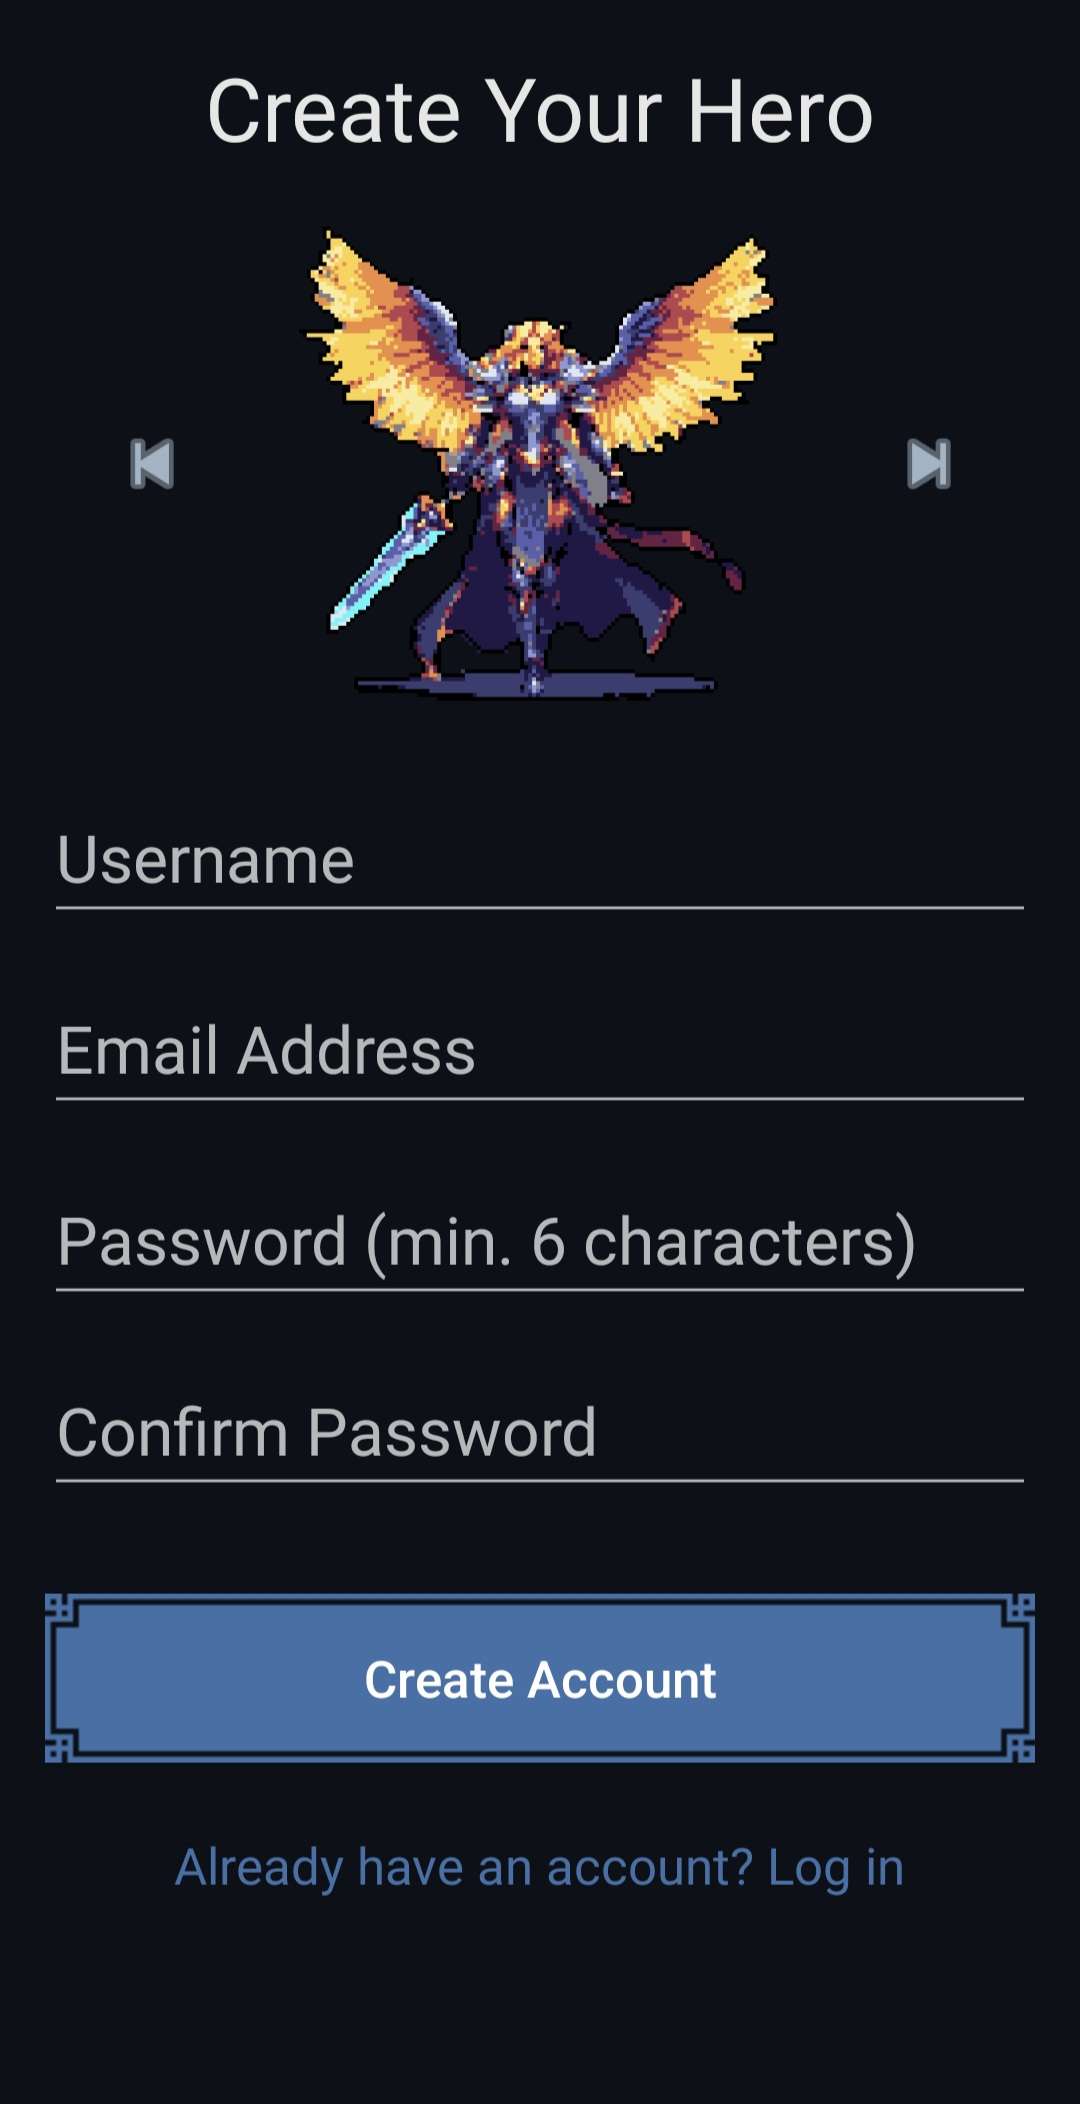 Create Your Hero
Username
Email Address
Password (min. 6 characters)
Confirm Password
Create Account
Already have an account? Log in